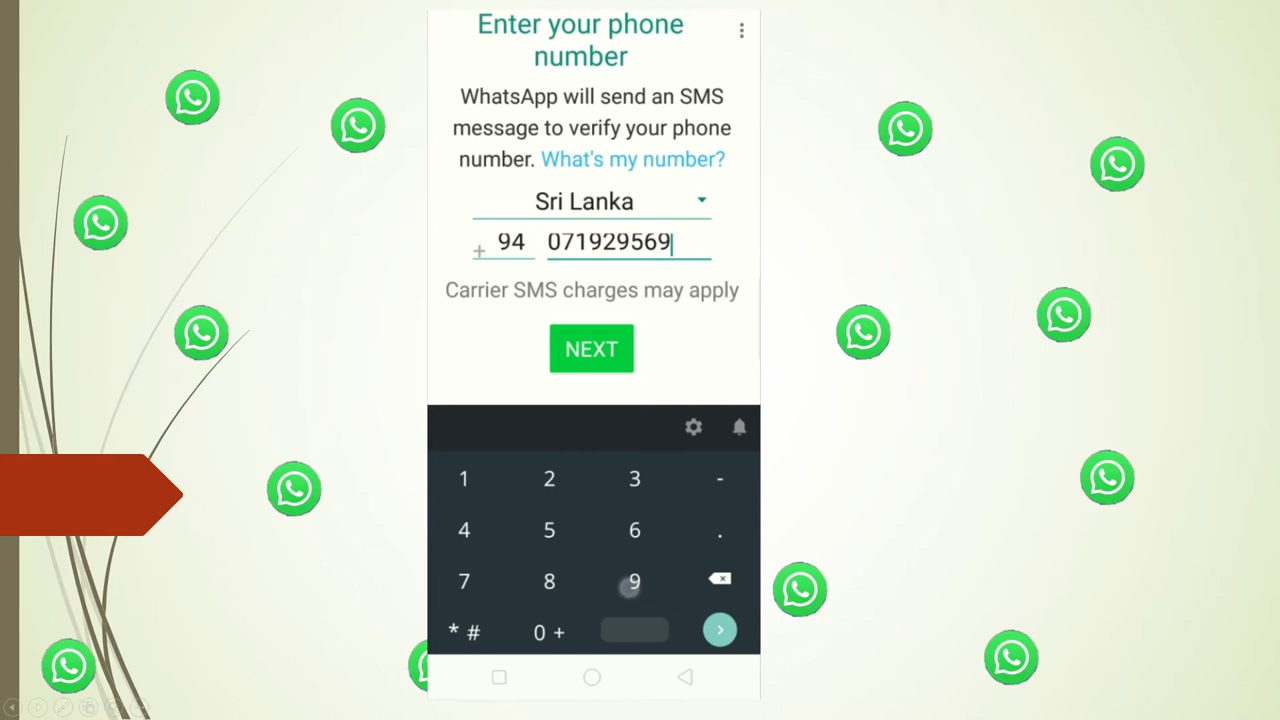 Enter your phone
number
WhatsApp will send an SMS
message to verify your phone
number. What's my number?
Sri Lanka
+ 94 071929569
Carrier SMS charges may apply
NEXT
1 2 3 -
4 5 6 .
7 8 9
* # 0 +